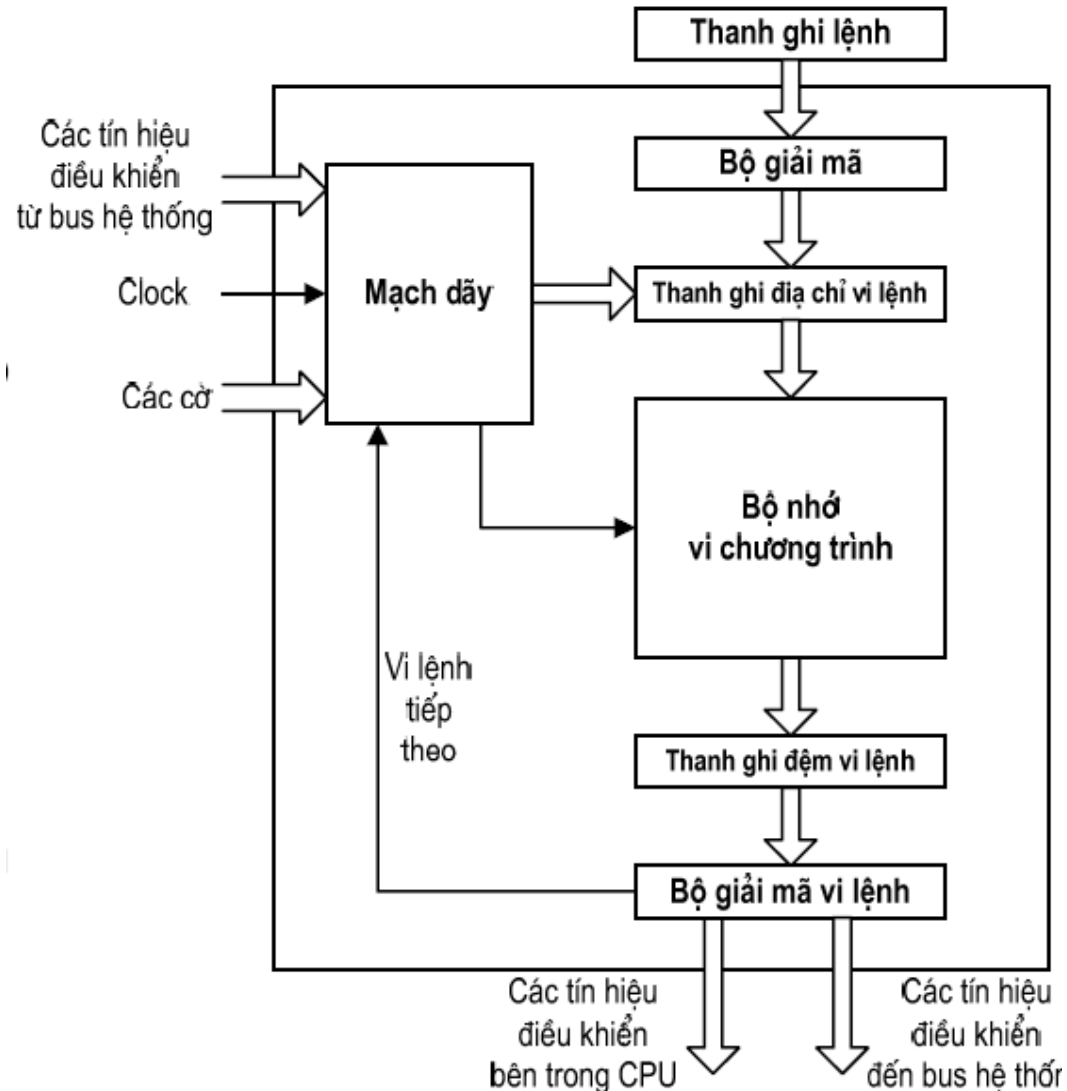 Thanh ghi lệnh
Các tín hiệu
điều khiển
từ bus hệ thống
Bộ giải mã
Clock
Mạch dãy
Thanh ghi địa chỉ vi lệnh
Các cờ
Bộ nhớ
vi chương trình
Vi lệnh
tiếp
theo
Thanh ghi đệm vi lệnh
Bộ giải mã vi lệnh
Các tín hiệu
điều khiển
bên trong CPU
Các tín hiệu
điều khiển
đến bus hệ